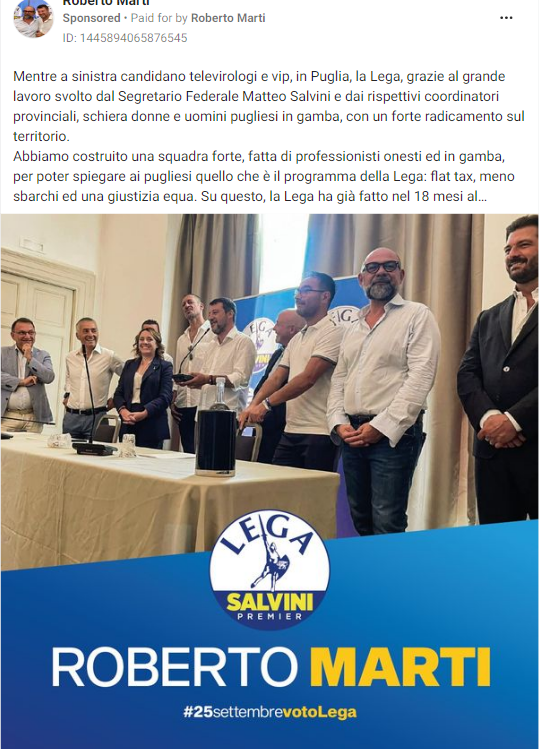 Roberto Marti
Sponsored • Paid for by Roberto Marti
ID: 1445894065876545
Mentre a sinistra candidano televirologi e vip, in Puglia, la Lega, grazie al grande
lavoro svolto dal Segretario Federale Matteo Salvini e dai rispettivi coordinatori
provinciali, schiera donne e uomini pugliesi in gamba, con un forte radicamento sul
territorio.
Abbiamo costruito una squadra forte, fatta di professionisti onesti ed in gamba,
per poter spiegare ai pugliesi quello che è il programma della Lega: flat tax, meno
sbarchi ed una giustizia equa. Su questo, la Lega ha già fatto nel 18 mesi al...
LEGA
SALVINI
LEGA
SALVINI
PREMIER
ROBERTO MARTI
#25settembrevotoLega